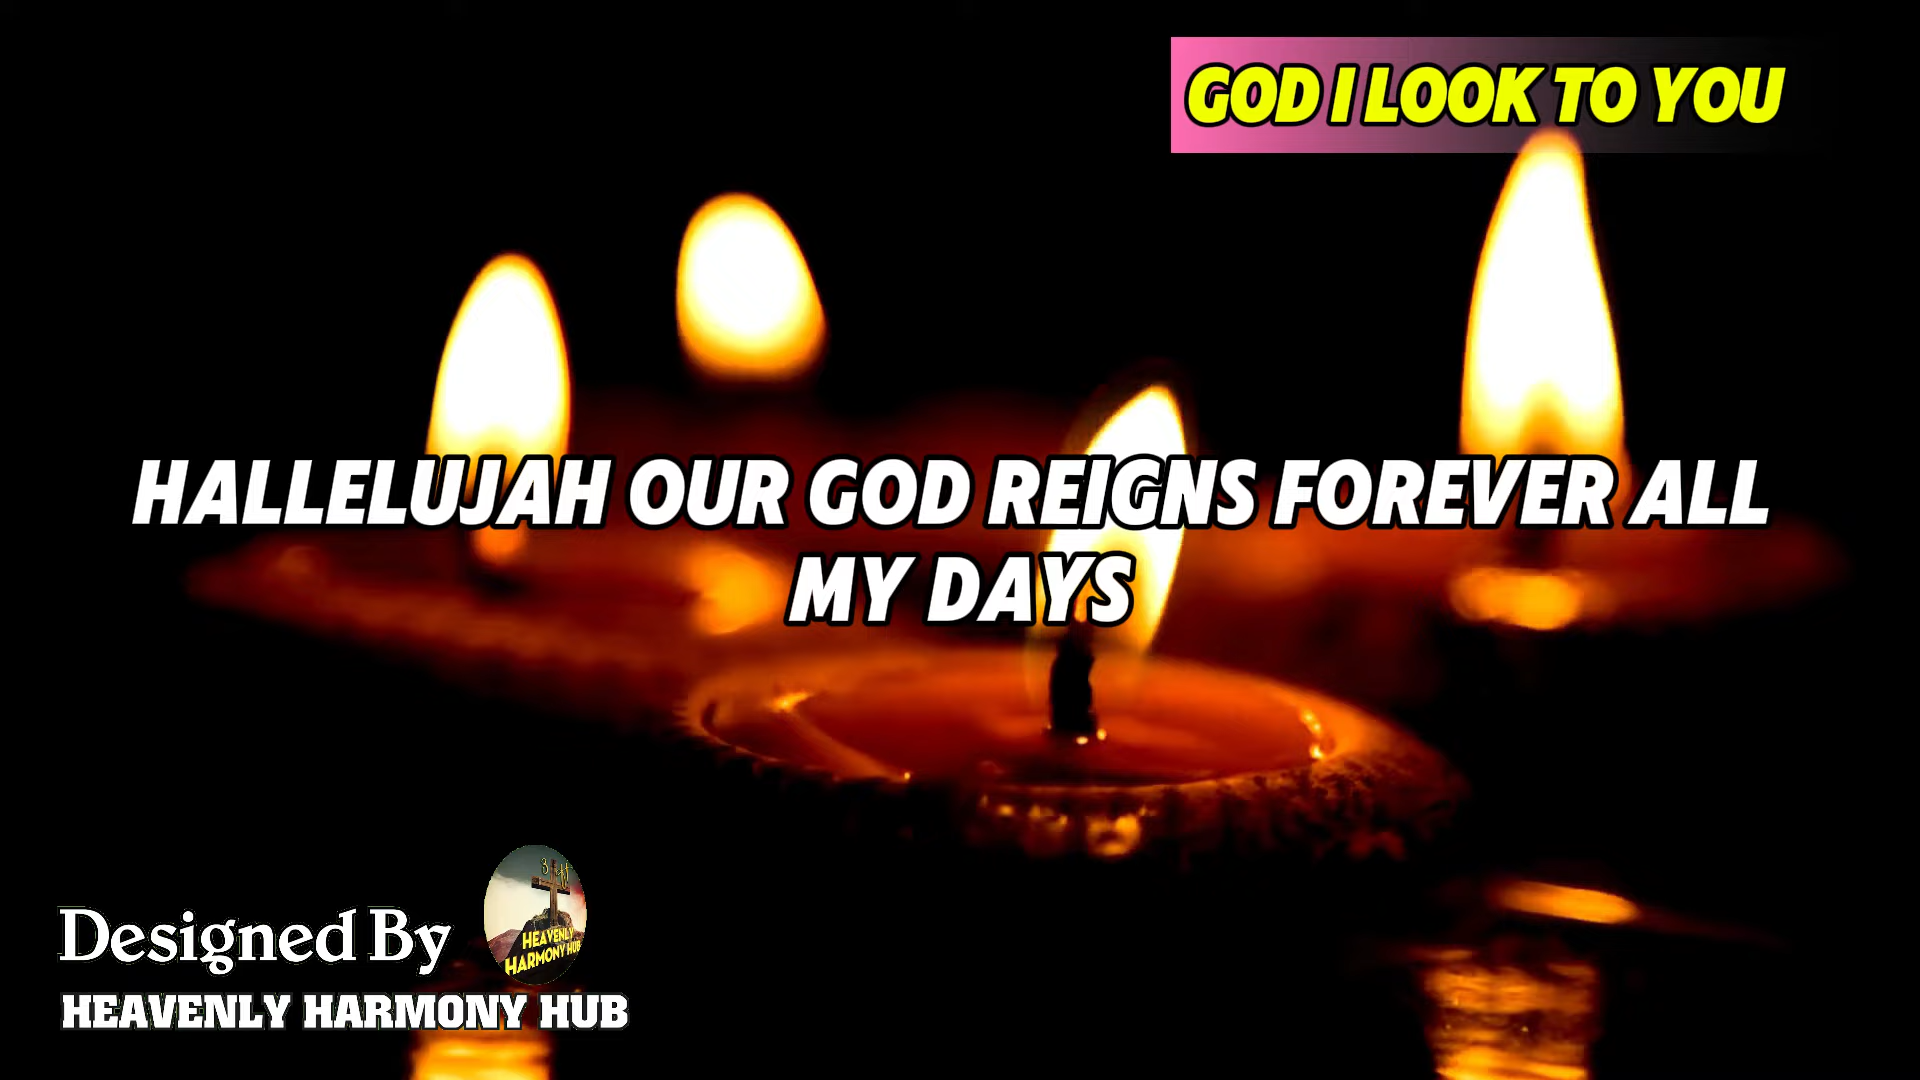 GOD I LOOK TO YOU
HALLELUJAH OUR GOD REIGNS FOREVER ALL
MY DAYS
Designed By
HEAVENLY
HARMONY HUB
HEAVENLY HARMONY HUB